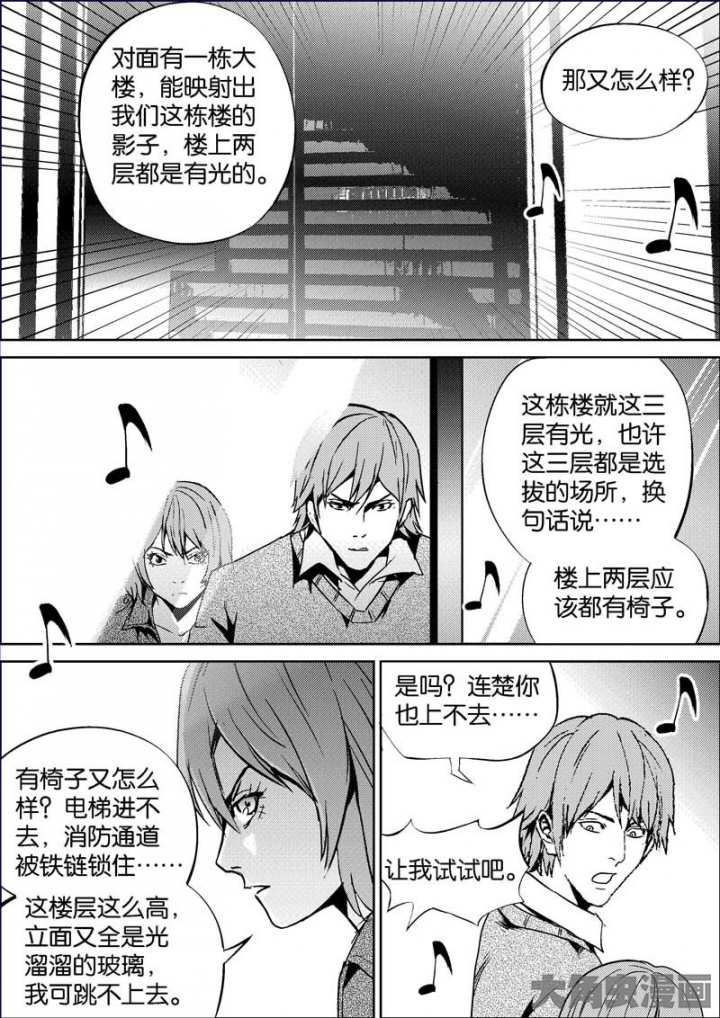 对面有一栋大
楼，能映射出
我们这栋楼的
影子，楼上两
层都是有光的。
那又怎么样？
这栋楼就这三
层有光，也许
这三层都是选
拔的场所，换
句话说……
楼上两层应
该都有椅子。
有椅子又怎么
样？电梯进不
去，消防通道
被铁链锁住……
这楼层这么高，
立面又全是光
溜溜的玻璃，
我可跳不上去。
是吗？连楚你
也上不去……
让我试试吧。
大角虫漫画